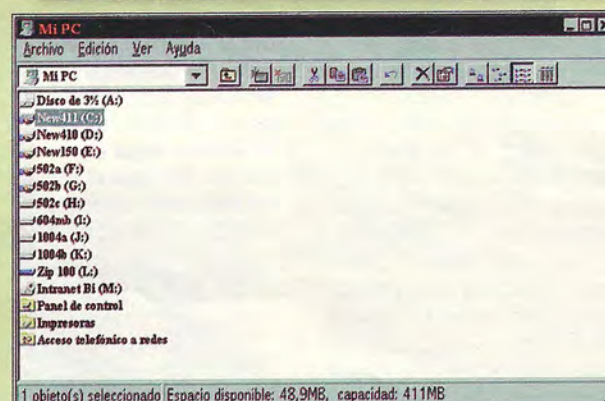 Mi PC
Archivo Edición Ver Ayuda
Mi PC
Disco de 3½ (A:)
New411 (C:)
New410 (D:)
New150 (E:)
502a (F:)
502b (G:)
502c (H:)
604mb (I:)
1004a (J:)
1004b (K:)
Zip 100 (L:)
Intranet Bi (M:)
Panel de control
Impresoras
Acceso telefónico a redes
1 objeto(s) seleccionado Espacio disponible: 48,9MB, capacidad: 411MB